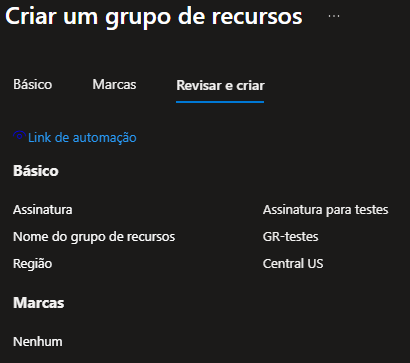 Criar um grupo de recursos ...
Básico Marcas Revisar e criar
Link de automação
Básico
Assinatura Assinatura para testes
Nome do grupo de recursos GR-testes
Região Central US
Marcas
Nenhum